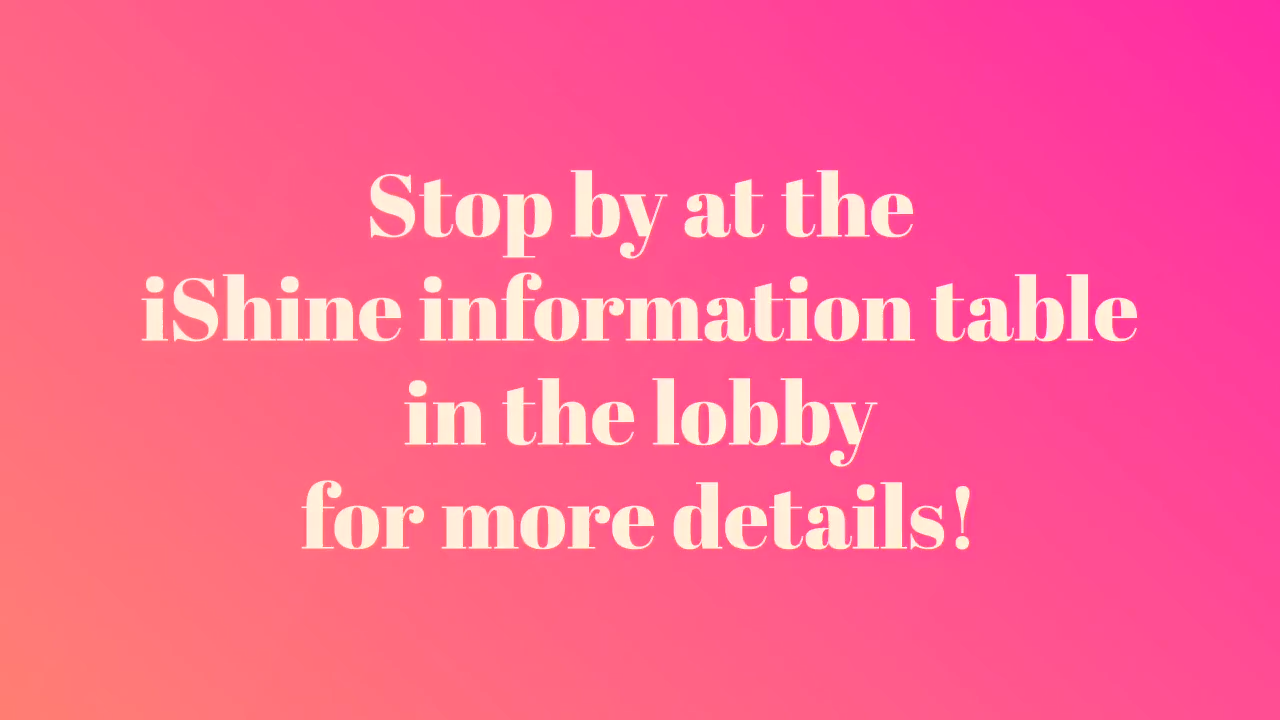 Stop by at the
iShine information table
in the lobby
for more details!